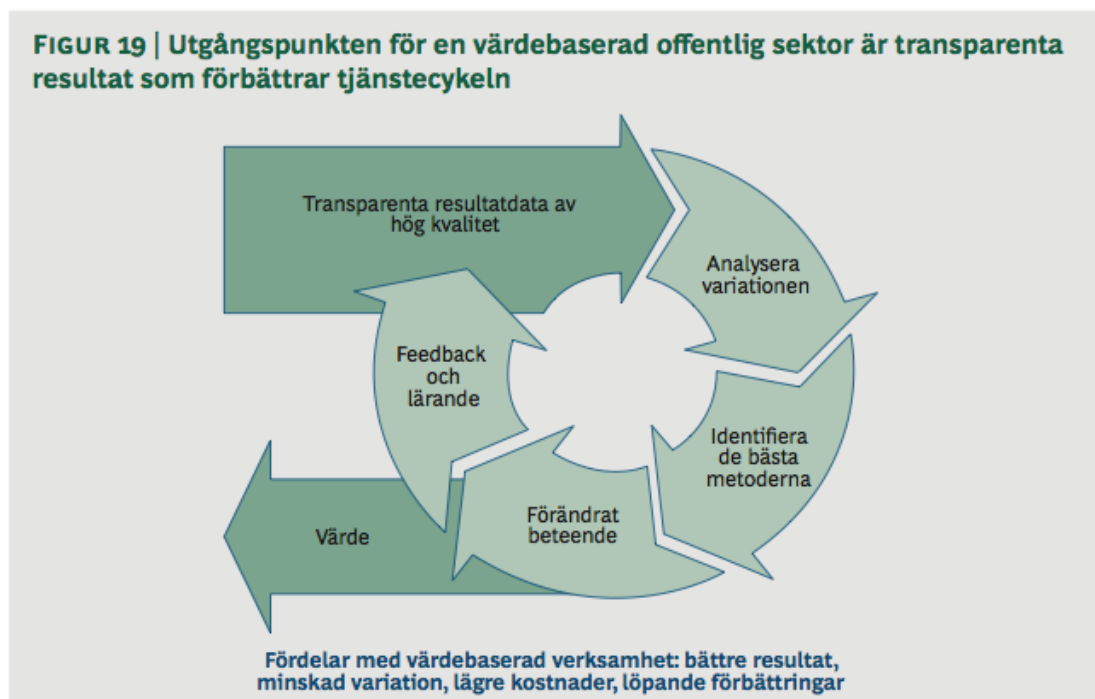 FIGUR 19 | Utgångspunkten för en värdebaserad offentlig sektor är transparenta
resultat som förbättrar tjänstecykeln
Transparenta resultatdata av
hög kvalitet
Analysera
variationen
Identifiera
de bästa
metoderna
Förändrat
beteende
Feedback
och
lärande
Värde
Fördelar med värdebaserad verksamhet: bättre resultat,
minskad variation, lägre kostnader, löpande förbättringar